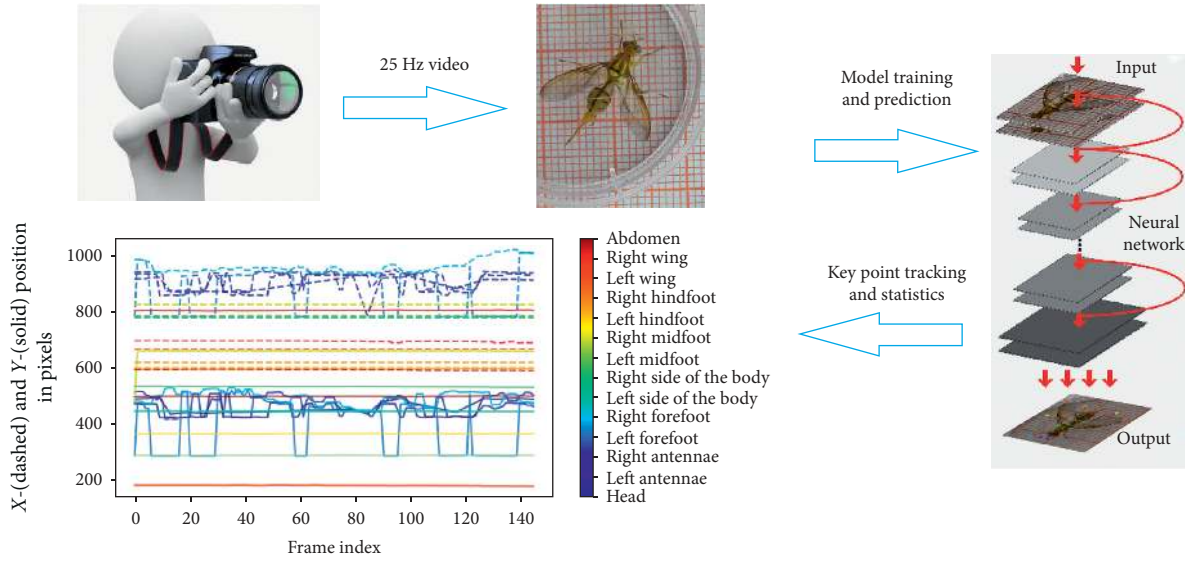 25 Hz video
Model training
and prediction
Input
Neural
network
Output
Key point tracking
and statistics
X-(dashed) and Y-(solid) position
in pixels
1000
800
600
400
200
0
20
40
60
80
100
120
140
Frame index
Abdomen
Right wing
Left wing
Right hindfoot
Left hindfoot
Right midfoot
Left midfoot
Right side of the body
Left side of the body
Right forefoot
Left forefoot
Right antennae
Left antennae
Head